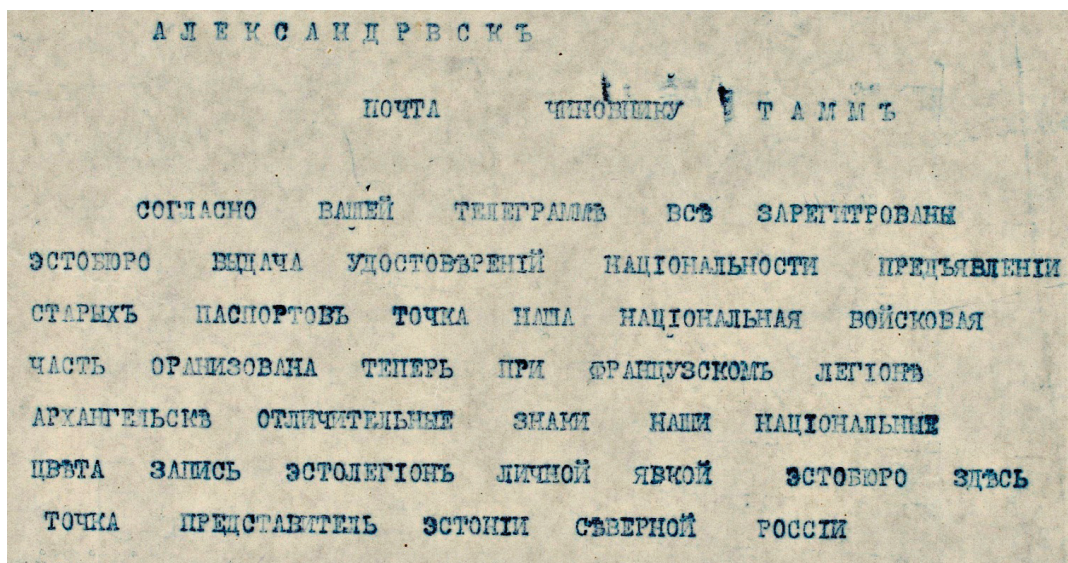 АЛЕКСАНДРВСКЪ
ПОЧТА ЧИНОВНИКУ ТАММЪ
СОГЛАСНО ВАШЕЙ ТЕЛЕГРАММѢ ВСѢ ЗАРЕГИТРОВАНЫ
ЭСТОБЮРО ВЫДАЧА УДОСТОВѢРЕНІЙ НАЦІОНАЛЬНОСТИ ПРЕДЪЯВЛЕНІИ
СТАРЫХЪ ПАСПОРТОВЪ ТОЧКА НАША НАЦІОНАЛЬНАЯ ВОЙСКОВАЯ
ЧАСТЬ ОРАНИЗОВАНА ТЕПЕРЬ ПРИ ФРАНЦУЗСКОМЪ ЛЕГІОНѢ
АРХАНГЕЛЬСКѢ ОТЛИЧИТЕЛЬНЫЕ ЗНАКИ НАШИ НАЦІОНАЛЬНЫЕ
ЦВѢТА ЗАПИСЬ ЭСТОЛЕГІОНЪ ЛИЧНОЙ ЯВКОЙ ЭСТОБЮРО ЗДѢСЬ
ТОЧКА ПРЕДСТАВИТЕЛЬ ЭСТОНІИ СѢВЕРНОЙ РОССІИ